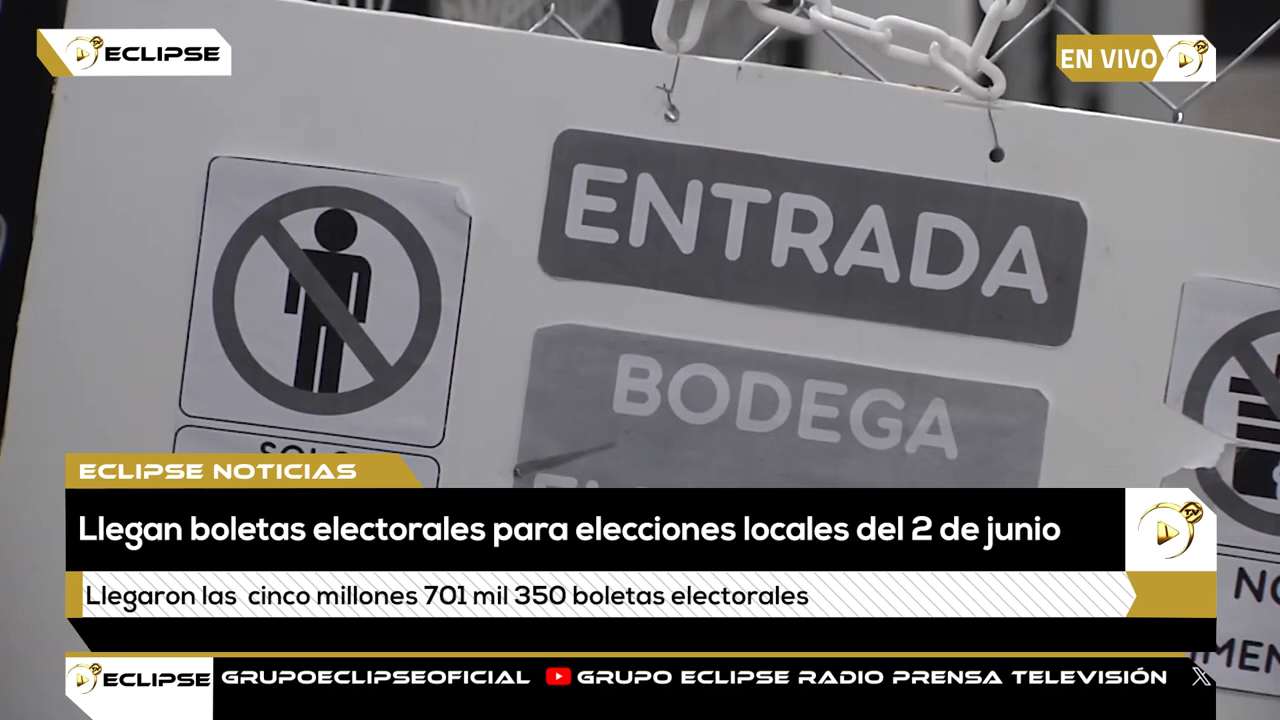 ECLIPSE
EN VIVO
ENTRADA
BODEGA
ECLIPSE NOTICIAS
Llegan boletas electorales para elecciones locales del 2 de junio
Llegaron las cinco millones 701 mil 350 boletas electorales
ECLIPSE GRUPOECLIPSEOFICIAL GRUPO ECLIPSE RADIO PRENSA TELEVISIÓN